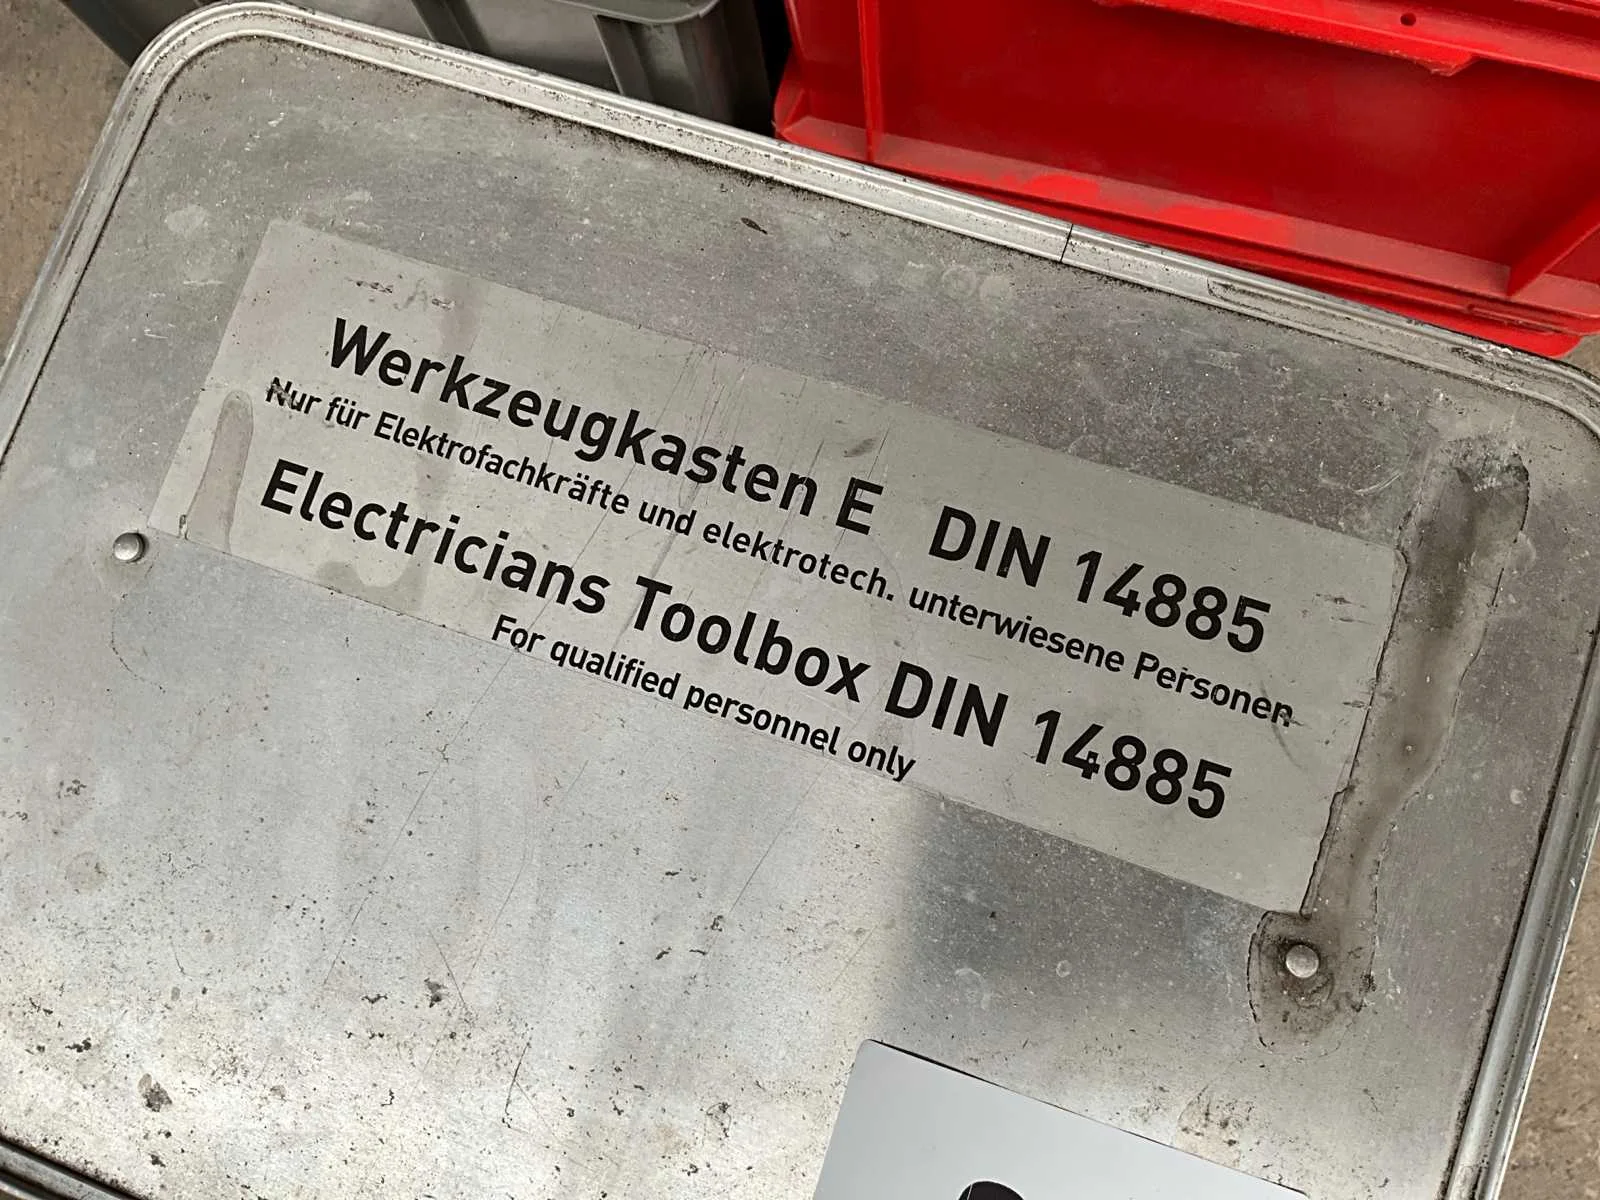 Werkzeugkasten E DIN 14885
Nur für Elektrofachkräfte und elektrotech. unterwiesene Personen
Electricians Toolbox DIN 14885
For qualified personnel only